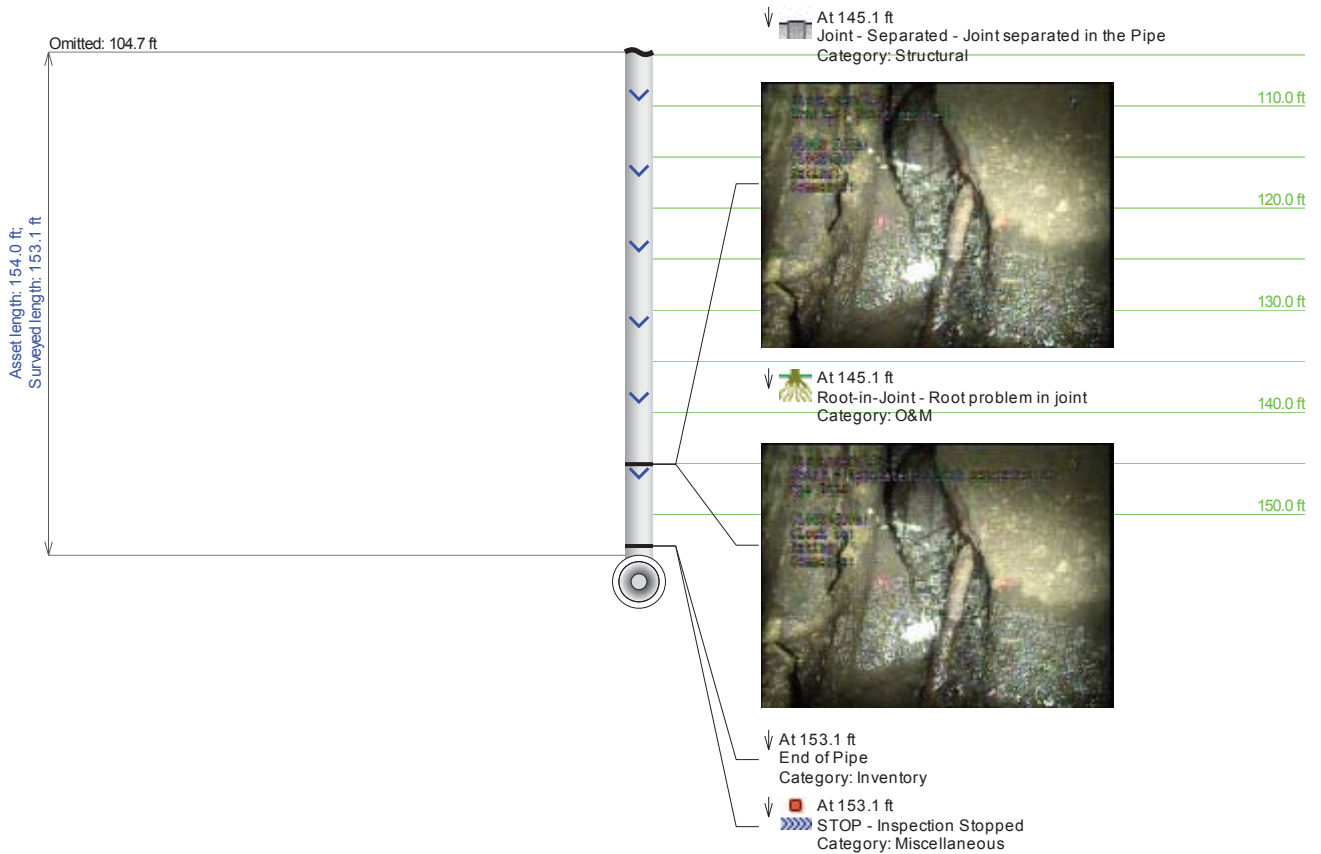 At 145.1 ft
Joint - Separated - Joint separated in the Pipe
Category: Structural
Omitted: 104.7 ft
110.0 ft
120.0 ft
130.0 ft
140.0 ft
150.0 ft
Asset length: 154.0 ft;
Surveyed length: 153.1 ft
At 145.1 ft
Root-in-Joint - Root problem in joint
Category: O&M
At 153.1 ft
End of Pipe
Category: Inventory
At 153.1 ft
STOP - Inspection Stopped
Category: Miscellaneous